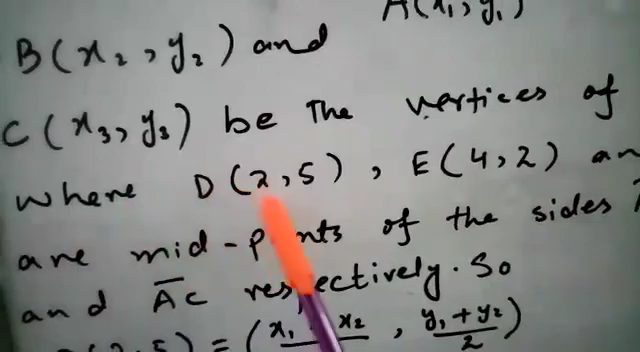 A(x₁, y₁)
B(x₂, y₂) and
C(x₃, y₃) be The vertices of
where D(2,5), E(4,2) an
are mid-points of the sides
and A̅C̅ respectively. So
= (x₁ x₂, y₁ + y₂
2)